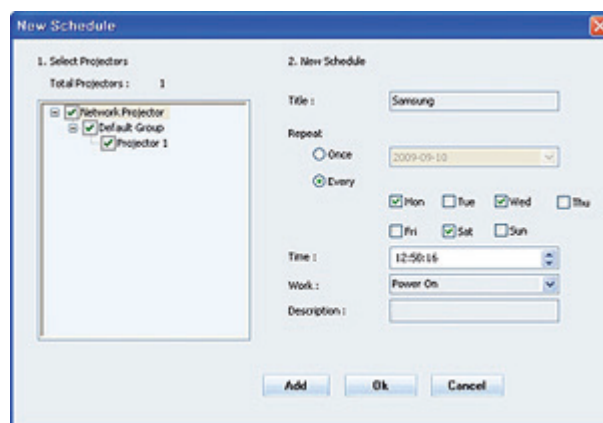 New Schedule
1. Select Projectors
Total Projectors : 1
Network Projector
Default Group
Projector 1
2. New Schedule
Title : Samsung
Repeat
Once 2009-09-10
Every
Mon Tue Wed Thu
Fri Sat Sun
Time : 12:50:16
Work : Power On
Description :
Add Ok Cancel